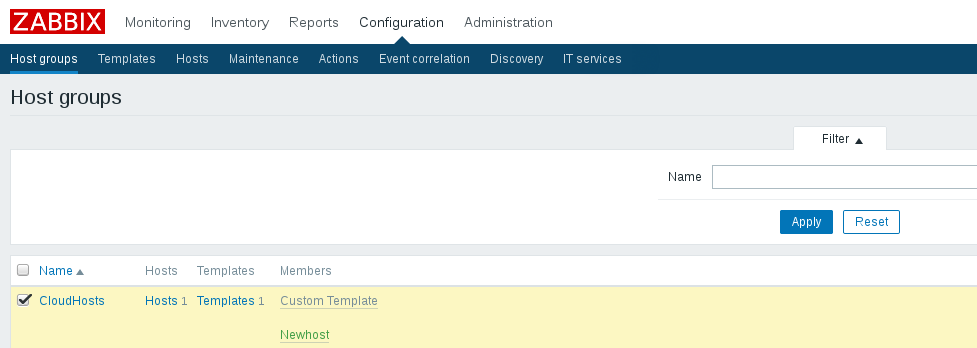 ZABBIX Monitoring Inventory Reports Configuration Administration
Host groups Templates Hosts Maintenance Actions Event correlation Discovery IT services
Host groups
Filter
Name
Apply Reset
Name Hosts Templates Members
CloudHosts Hosts 1 Templates 1 Custom Template
Newhost